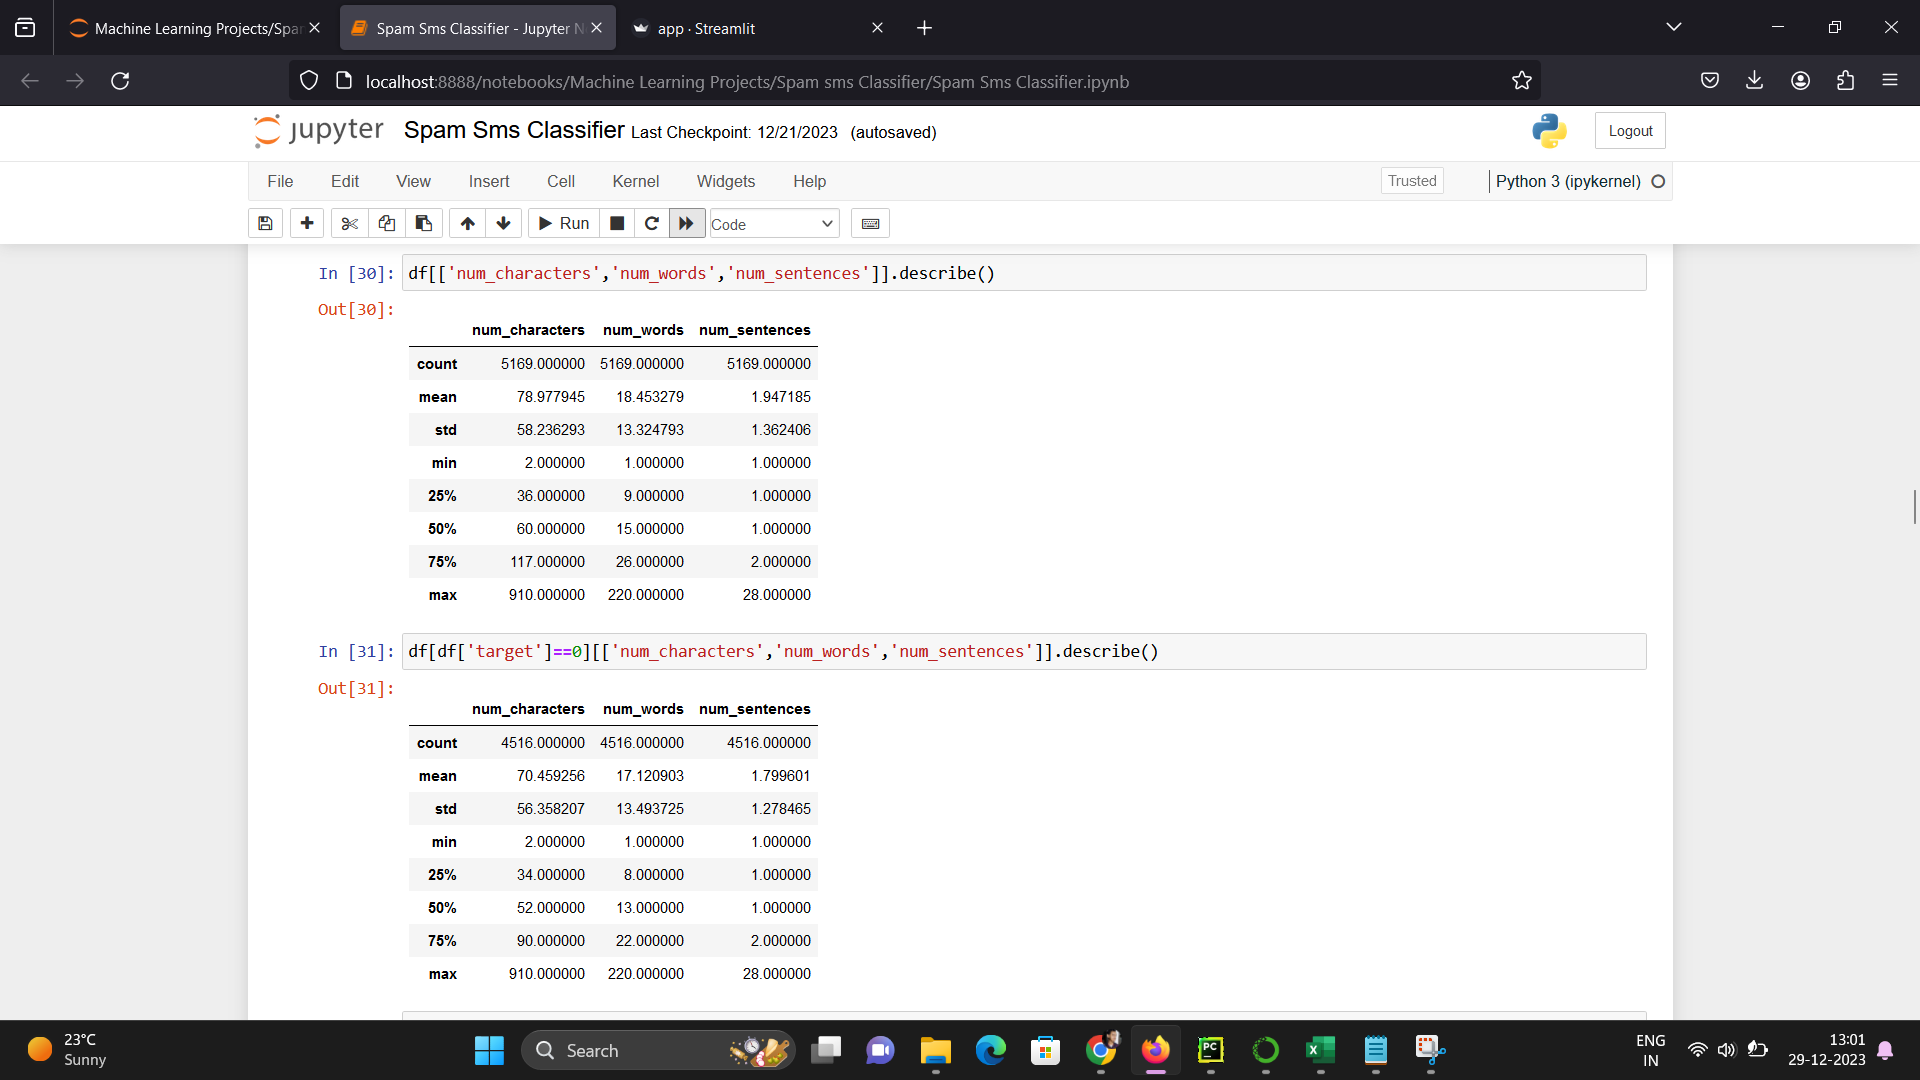 Machine Learning Projects/Spar
Spam Sms Classifier - Jupyter N
app · Streamlit
localhost:8888/notebooks/Machine Learning Projects/Spam sms Classifier/Spam Sms Classifier.ipynb
jupyter Spam Sms Classifier Last Checkpoint: 12/21/2023 (autosaved)
Logout
File Edit View Insert Cell Kernel Widgets Help
Trusted
Python 3 (ipykernel)
Run
Code
In [30]: df[['num_characters','num_words','num_sentences']].describe()
Out[30]:
num_characters num_words num_sentences
count 5169.000000 5169.000000 5169.000000
mean 78.977945 18.453279 1.947185
std 58.236293 13.324793 1.362406
min 2.000000 1.000000 1.000000
25% 36.000000 9.000000 1.000000
50% 60.000000 15.000000 1.000000
75% 117.000000 26.000000 2.000000
max 910.000000 220.000000 28.000000
In [31]: df[df['target']==0][['num_characters','num_words','num_sentences']].describe()
Out[31]:
num_characters num_words num_sentences
count 4516.000000 4516.000000 4516.000000
mean 70.459256 17.120903 1.799601
std 56.358207 13.493725 1.278465
min 2.000000 1.000000 1.000000
25% 34.000000 8.000000 1.000000
50% 52.000000 13.000000 1.000000
75% 90.000000 22.000000 2.000000
max 910.000000 220.000000 28.000000
23°C
Sunny
Search
PC
ENG
IN
13:01
29-12-2023